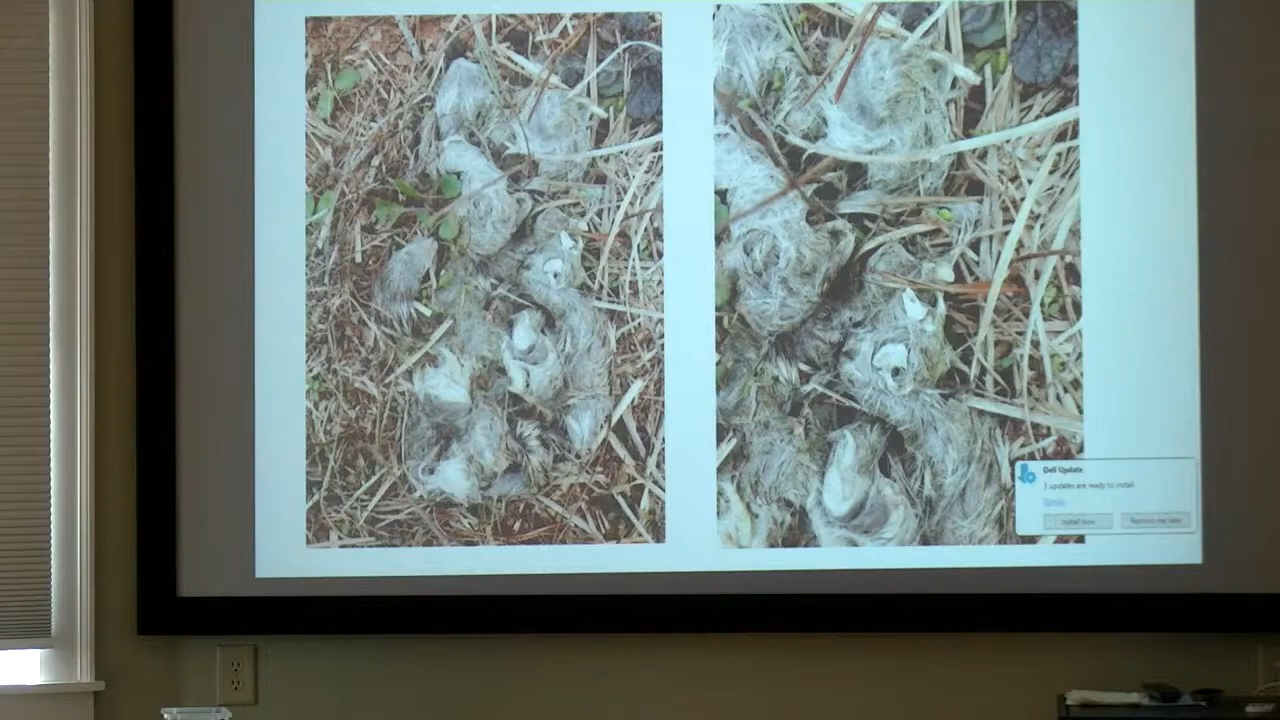 Dell Update
3 updates are ready to install
Details
Install now
Remind me later